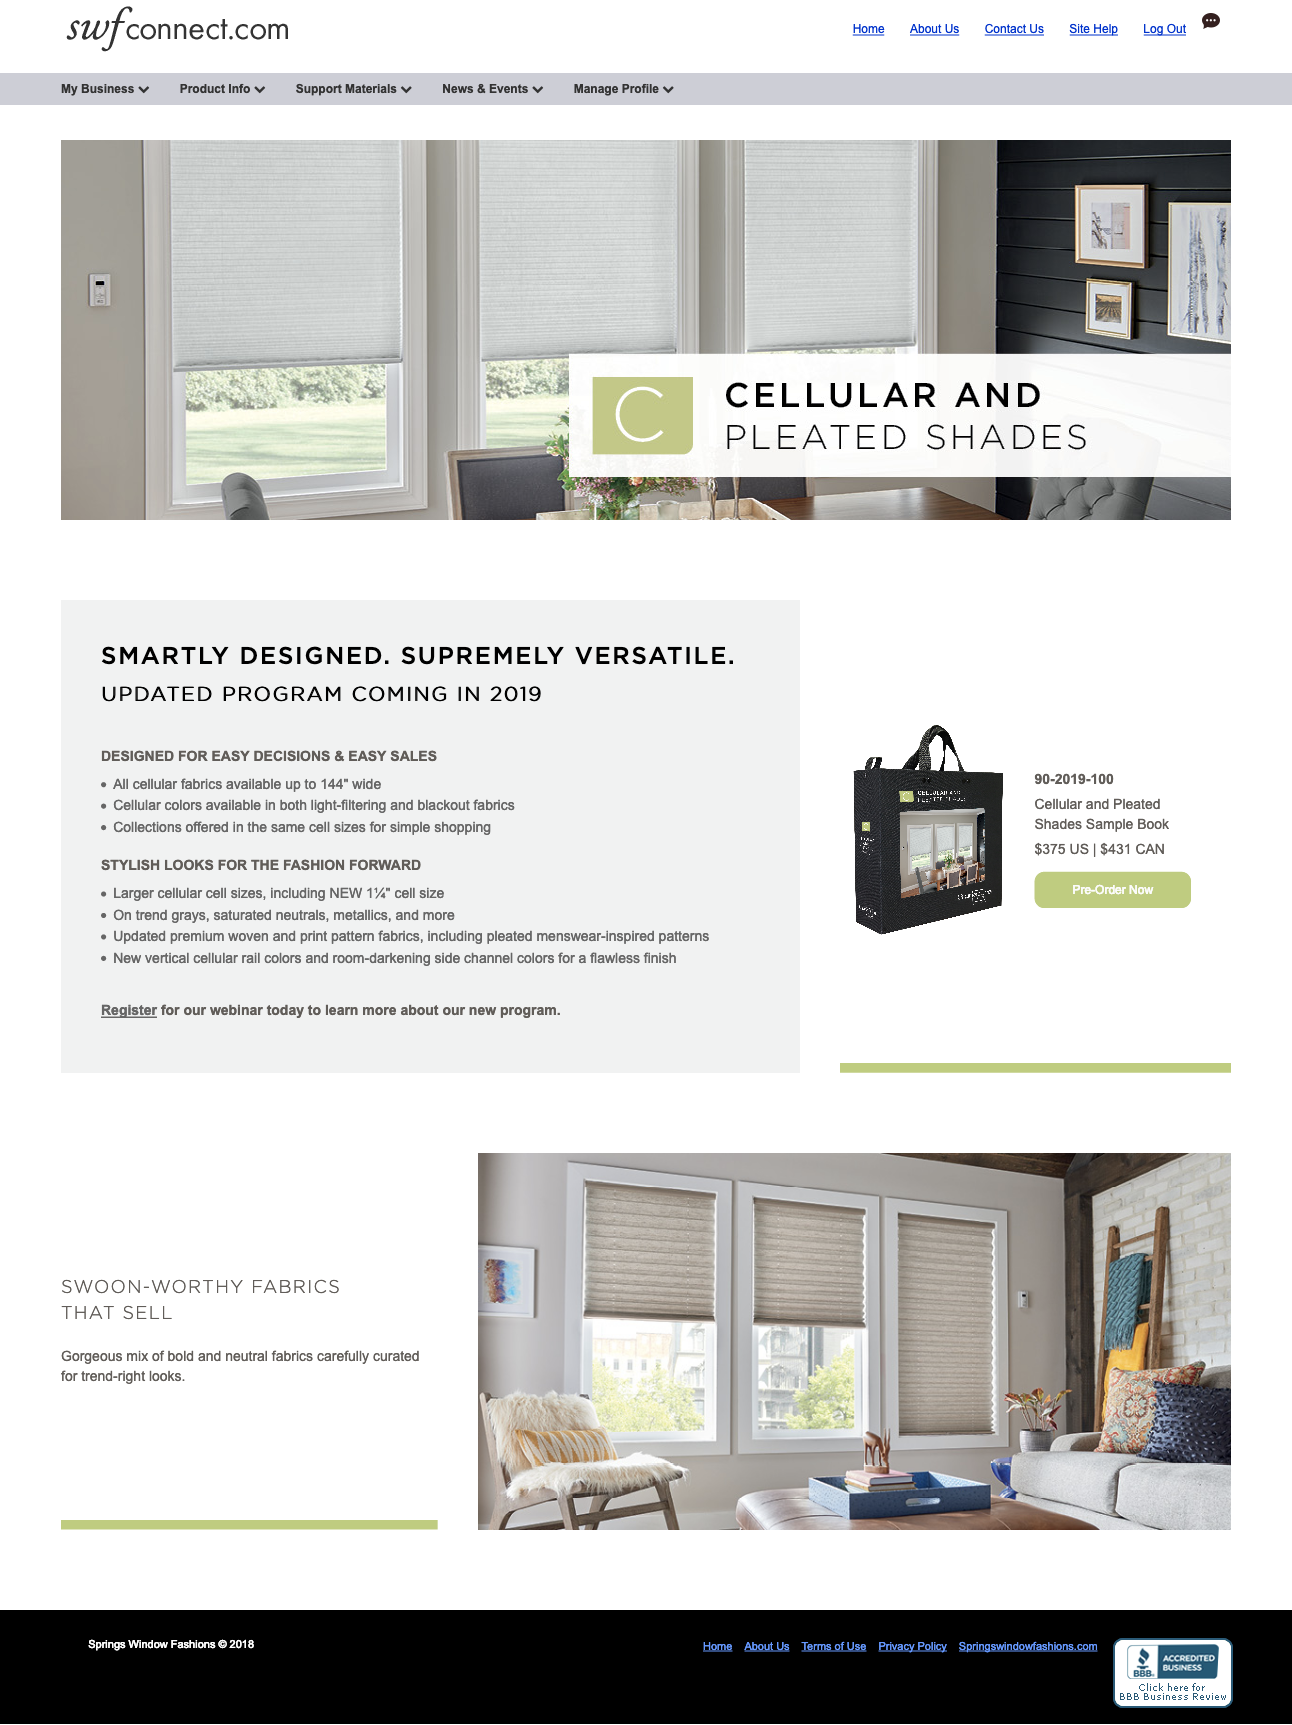 swfconnect.com
Home About Us Contact Us Site Help Log Out
My Business Product Info Support Materials News & Events Manage Profile
C
CELLULAR AND
PLEATED SHADES
SMARTLY DESIGNED. SUPREMELY VERSATILE.
UPDATED PROGRAM COMING IN 2019
DESIGNED FOR EASY DECISIONS & EASY SALES
• All cellular fabrics available up to 144" wide
• Cellular colors available in both light-filtering and blackout fabrics
• Collections offered in the same cell sizes for simple shopping
STYLISH LOOKS FOR THE FASHION FORWARD
• Larger cellular cell sizes, including NEW 1¼" cell size
• On trend grays, saturated neutrals, metallics, and more
• Updated premium woven and print pattern fabrics, including pleated menswear-inspired patterns
• New vertical cellular rail colors and room-darkening side channel colors for a flawless finish
Register for our webinar today to learn more about our new program.
CELLULAR AND
PLEATED SHADES
90-2019-100
Cellular and Pleated
Shades Sample Book
$375 US | $431 CAN
Pre-Order Now
SWOON-WORTHY FABRICS
THAT SELL
Gorgeous mix of bold and neutral fabrics carefully curated
for trend-right looks.
Springs Window Fashions © 2018
Home About Us Terms of Use Privacy Policy Springswindowfashions.com
BBB
ACCREDITED
BUSINESS
Click here for
BBB Business Review